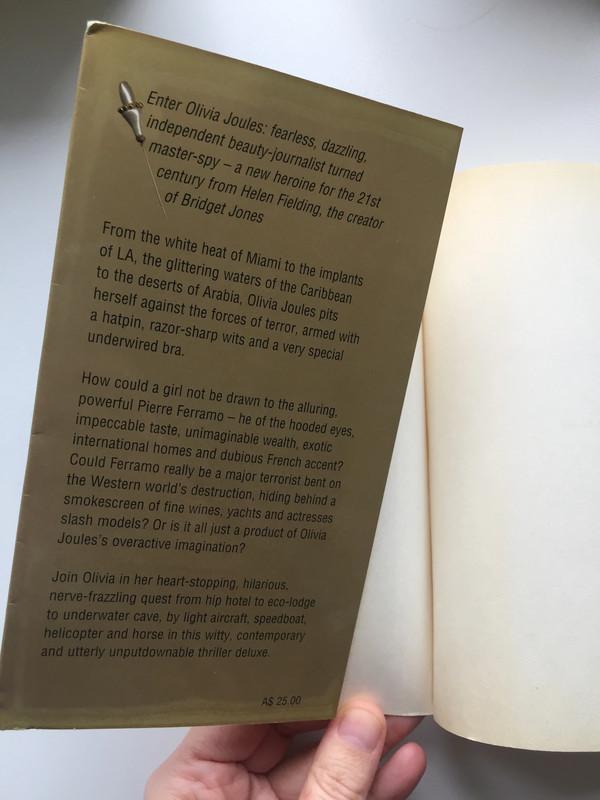 Enter Olivia Joules: fearless, dazzling,
independent beauty-journalist turned
master-spy – a new heroine for the 21st
century from Helen Fielding, the creator
of Bridget Jones
From the white heat of Miami to the implants
of LA, the glittering waters of the Caribbean
to the deserts of Arabia, Olivia Joules pits
herself against the forces of terror, armed with
a hatpin, razor-sharp wits and a very special
underwired bra.
How could a girl not be drawn to the alluring,
powerful Pierre Ferramo – he of the hooded eyes,
impeccable taste, unimaginable wealth, exotic
international homes and dubious French accent?
Could Ferramo really be a major terrorist bent on
the Western world's destruction, hiding behind a
smokescreen of fine wines, yachts and actresses
slash models? Or is it all just a product of Olivia
Joules's overactive imagination?
Join Olivia in her heart-stopping, hilarious,
nerve-frazzling quest from hip hotel to eco-lodge
to underwater cave, by light aircraft, speedboat,
helicopter and horse in this witty, contemporary
and utterly unputdownable thriller deluxe.
A$ 25.00